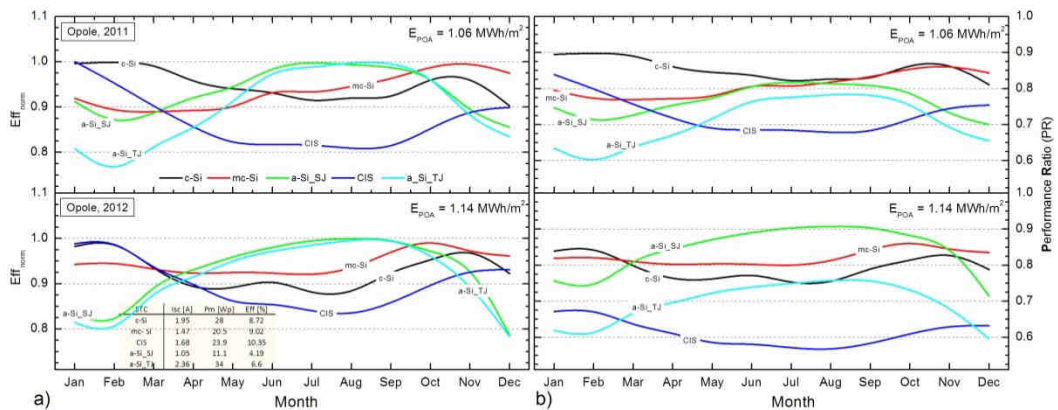 Opole, 2011
E_POA = 1.06 MWh/m²
c-Si
mc-Si
a-Si_SJ
a-Si_TJ
CIS
c-Si mc-Si a-Si_SJ CIS a_Si_TJ
1.1
1.0
0.9
0.8
Eff norm
Opole, 2012
E_POA = 1.14 MWh/m²
mc-Si
c-Si
a-Si_SJ
a-Si_TJ
CIS
1.1
1.0
0.9
0.8
Eff norm
STC Isc [A] Pm [Wp] Eff [%]
c-Si 1.95 28 8.72
mc- Si 1.47 20.5 9.02
CIS 1.68 23.9 10.35
a-Si_SJ 1.05 11.1 4.19
a-Si_TJ 2.36 34 6.6
Jan Feb Mar Apr May Jun Jul Aug Sep Oct Nov Dec
a) Month
E_POA = 1.06 MWh/m²
c-Si
mc-Si
a-Si_SJ
a-Si_TJ
CIS
1.0
0.9
0.8
0.7
0.6
E_POA = 1.14 MWh/m²
a-Si_SJ
mc-Si
c-Si
a-Si_TJ
CIS
1.0
0.9
0.8
0.7
0.6
Performance Ratio (PR)
Jan Feb Mar Apr May Jun Jul Aug Sep Oct Nov Dec
b) Month